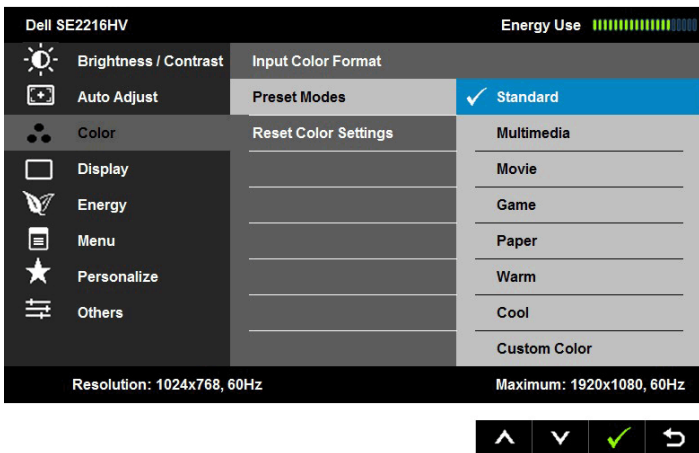 Dell SE2216HV
Energy Use
Brightness / Contrast
Input Color Format
Auto Adjust
Preset Modes
Standard
Color
Reset Color Settings
Multimedia
Display
Movie
Energy
Game
Menu
Paper
Personalize
Warm
Others
Cool
Custom Color
Resolution: 1024x768, 60Hz
Maximum: 1920x1080, 60Hz